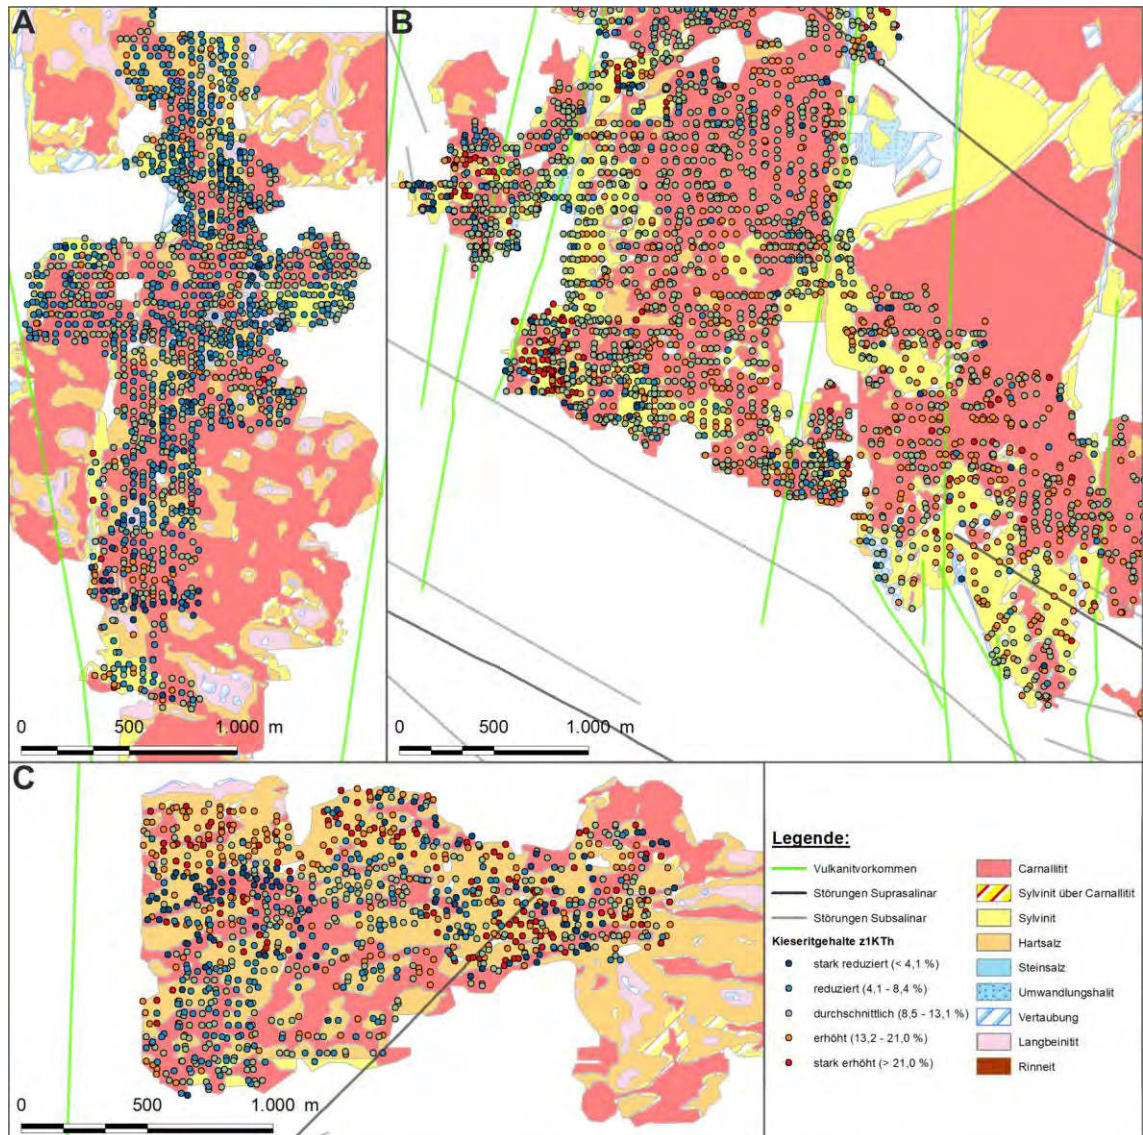 A
B
0 500 1.000 m
0 500 1.000 m
C
0 500 1.000 m
Legende:
Vulkanitvorkommen
Störungen Suprasalinar
Störungen Subsalinar
Kieseritgehalte z1KTh
stark reduziert (< 4,1 %)
reduziert (4,1 - 8,4 %)
durchschnittlich (8,5 - 13,1 %)
erhöht (13,2 - 21,0 %)
stark erhöht (> 21,0 %)
Carnallitit
Sylvinit über Carnallitit
Sylvinit
Hartsalz
Steinsalz
Umwandlungshalit
Vertaubung
Langbeinitit
Rinneit